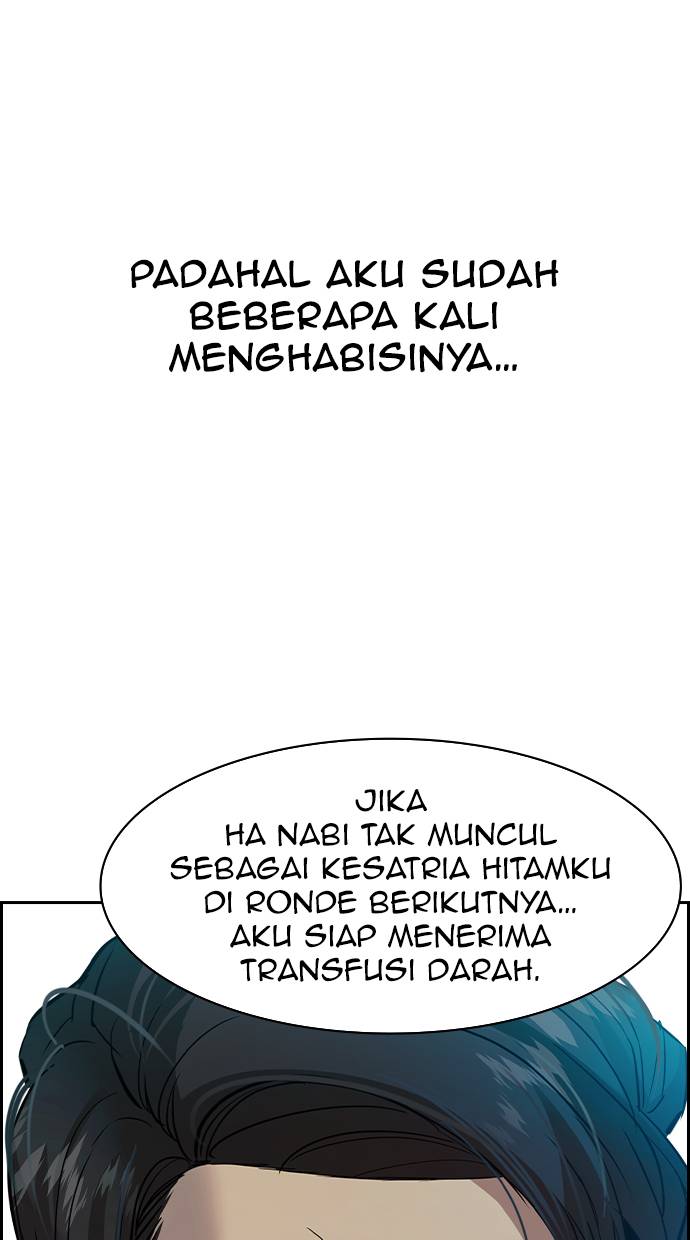 PADAHAL AKU SUDAH
BEBERAPA KALI
MENGHABISINYA...
JIKA
HA NABI TAK MUNCUL
SEBAGAI KESATRIA HITAMKU
DI RONDE BERIKUTNYA...
AKU SIAP MENERIMA
TRANSFUSI DARAH.